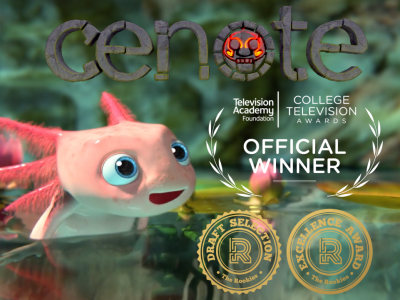 cenote
Television
Academy
Foundation
COLLEGE
TELEVISION
AWARDS
OFFICIAL
WINNER
DRAFT SELECTION
R
The Rookies
EXCELLENCE AWARD
R
The Rookies